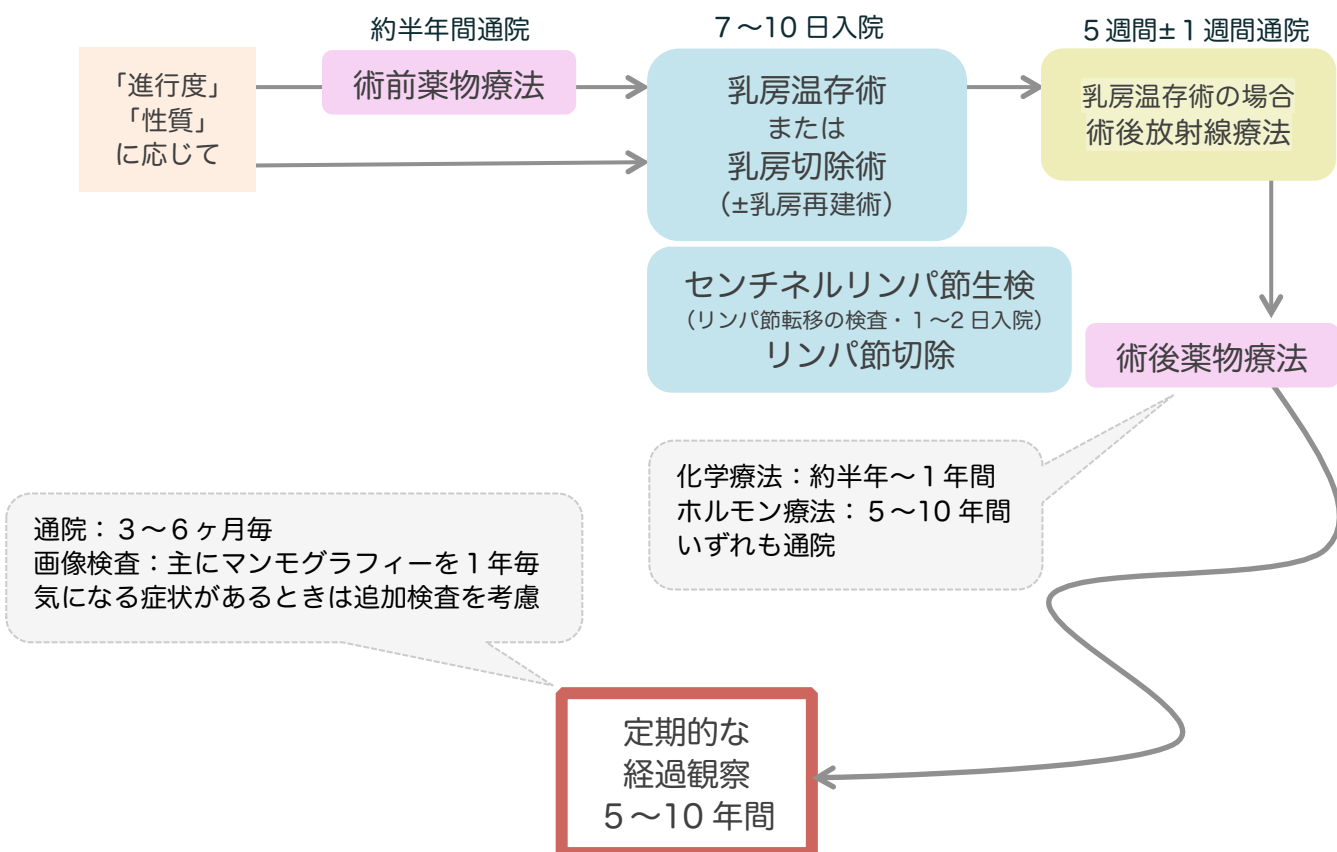 約半年間通院
７〜10 日入院
５週間±１週間通院
「進行度」
「性質」
に応じて
術前薬物療法
乳房温存術
または
乳房切除術
（±乳房再建術）
乳房温存術の場合
術後放射線療法
センチネルリンパ節生検
（リンパ節転移の検査・１〜２日入院）
リンパ節切除
術後薬物療法
化学療法：約半年〜１年間
ホルモン療法：５〜10 年間
いずれも通院
通院：３〜６ヶ月毎
画像検査：主にマンモグラフィーを１年毎
気になる症状があるときは追加検査を考慮
定期的な
経過観察
５〜10 年間